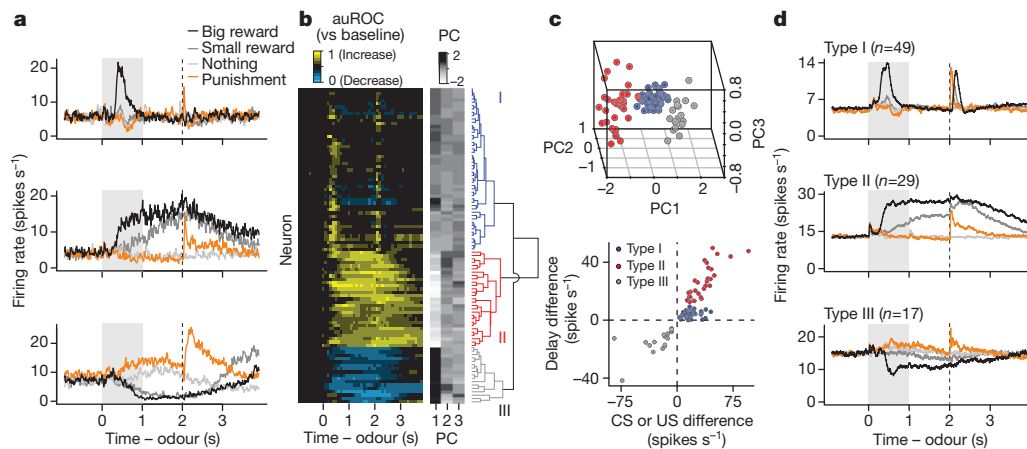 a
Big reward
Small reward
Nothing
Punishment
20
10
0
20
10
0
20
10
0
Firing rate (spikes s−1)
0 1 2 3
Time – odour (s)
b
auROC
(vs baseline)
1 (Increase)
0 (Decrease)
PC
2
−2
Neuron
I
II
III
0 1 2 3
Time – odour (s)
1 2 3
PC
c
0.8
0.0
−0.8
PC3
1
0
−1
PC2
−2 0 2
PC1
Type I
Type II
Type III
40
0
−40
Delay difference
(spike s−1)
−75 0 75
CS or US difference
(spikes s−1)
d
Type I (n=49)
14
7
0
Type II (n=29)
30
15
0
Type III (n=17)
20
10
0
Firing rate (spikes s−1)
0 1 2 3 4
Time – odour (s)